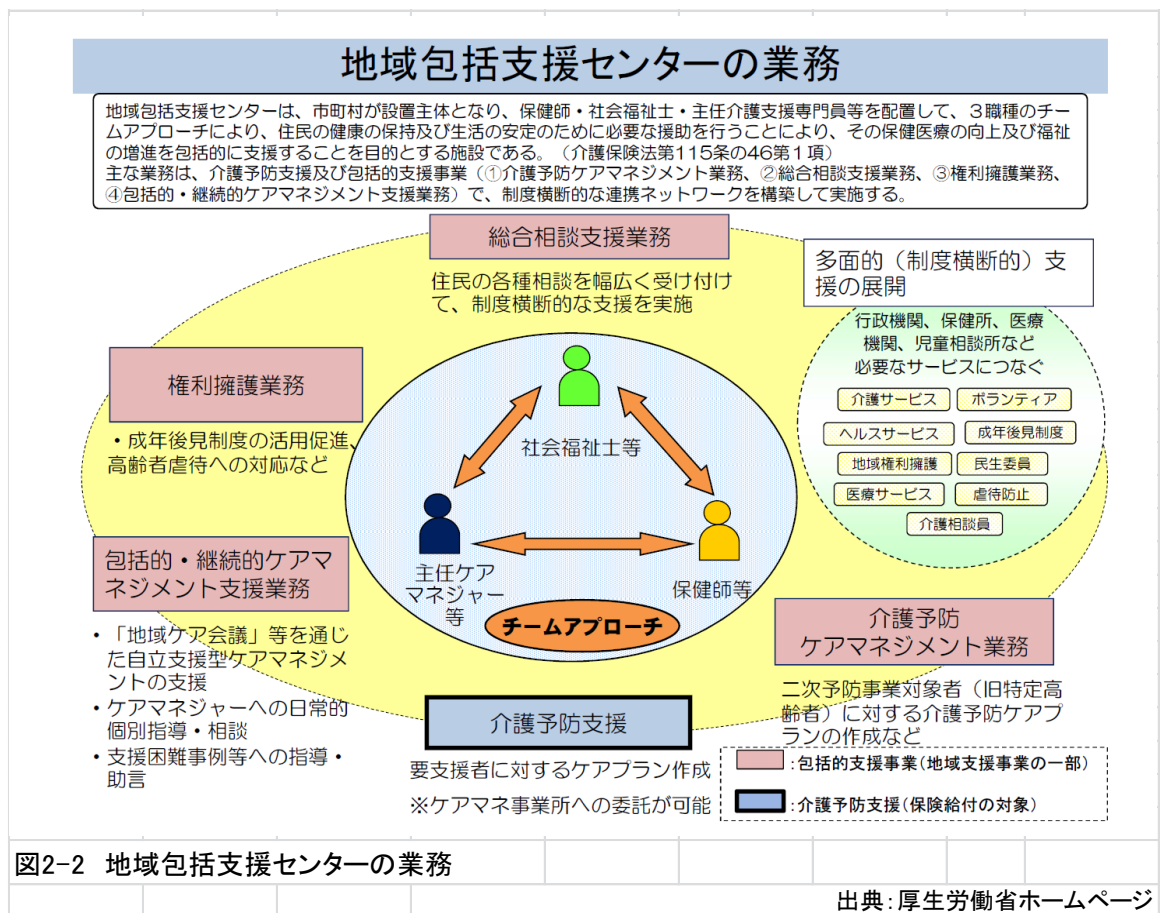 地域包括支援センターの業務
地域包括支援センターは、市町村が設置主体となり、保健師・社会福祉士・主任介護支援専門員等を配置して、３職種のチー
ムアプローチにより、住民の健康の保持及び生活の安定のために必要な援助を行うことにより、その保健医療の向上及び福祉
の増進を包括的に支援することを目的とする施設である。（介護保険法第115条の46第１項）
主な業務は、介護予防支援及び包括的支援事業（①介護予防ケアマネジメント業務、②総合相談支援業務、③権利擁護業務、
④包括的・継続的ケアマネジメント支援業務）で、制度横断的な連携ネットワークを構築して実施する。
総合相談支援業務
住民の各種相談を幅広く受け付け
て、制度横断的な支援を実施
多面的（制度横断的）支
援の展開
行政機関、保健所、医療
機関、児童相談所など
必要なサービスにつなぐ
介護サービス
ボランティア
ヘルスサービス
成年後見制度
地域権利擁護
民生委員
医療サービス
虐待防止
介護相談員
権利擁護業務
・成年後見制度の活用促進、
高齢者虐待への対応など
社会福祉士等
主任ケア
マネジャー
等
保健師等
チームアプローチ
包括的・継続的ケアマ
ネジメント支援業務
・「地域ケア会議」等を通じ
た自立支援型ケアマネジメ
ントの支援
・ケアマネジャーへの日常的
個別指導・相談
・支援困難事例等への指導・
助言
介護予防
ケアマネジメント業務
二次予防事業対象者（旧特定高
齢者）に対する介護予防ケアプ
ランの作成など
介護予防支援
要支援者に対するケアプラン作成
※ケアマネ事業所への委託が可能
：包括的支援事業（地域支援事業の一部）
：介護予防支援（保険給付の対象）
図2-2 地域包括支援センターの業務
出典：厚生労働省ホームページ